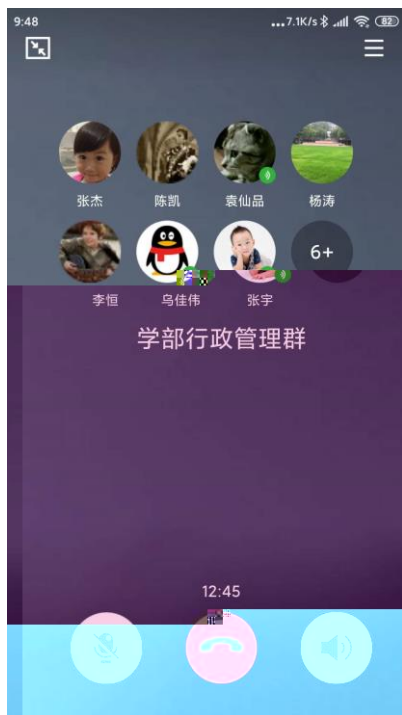 9:48
...7.1K/s 82
张杰 陈凯 袁仙品 杨涛
6+
李恒 乌佳伟 张宇
学部行政管理群
12:45